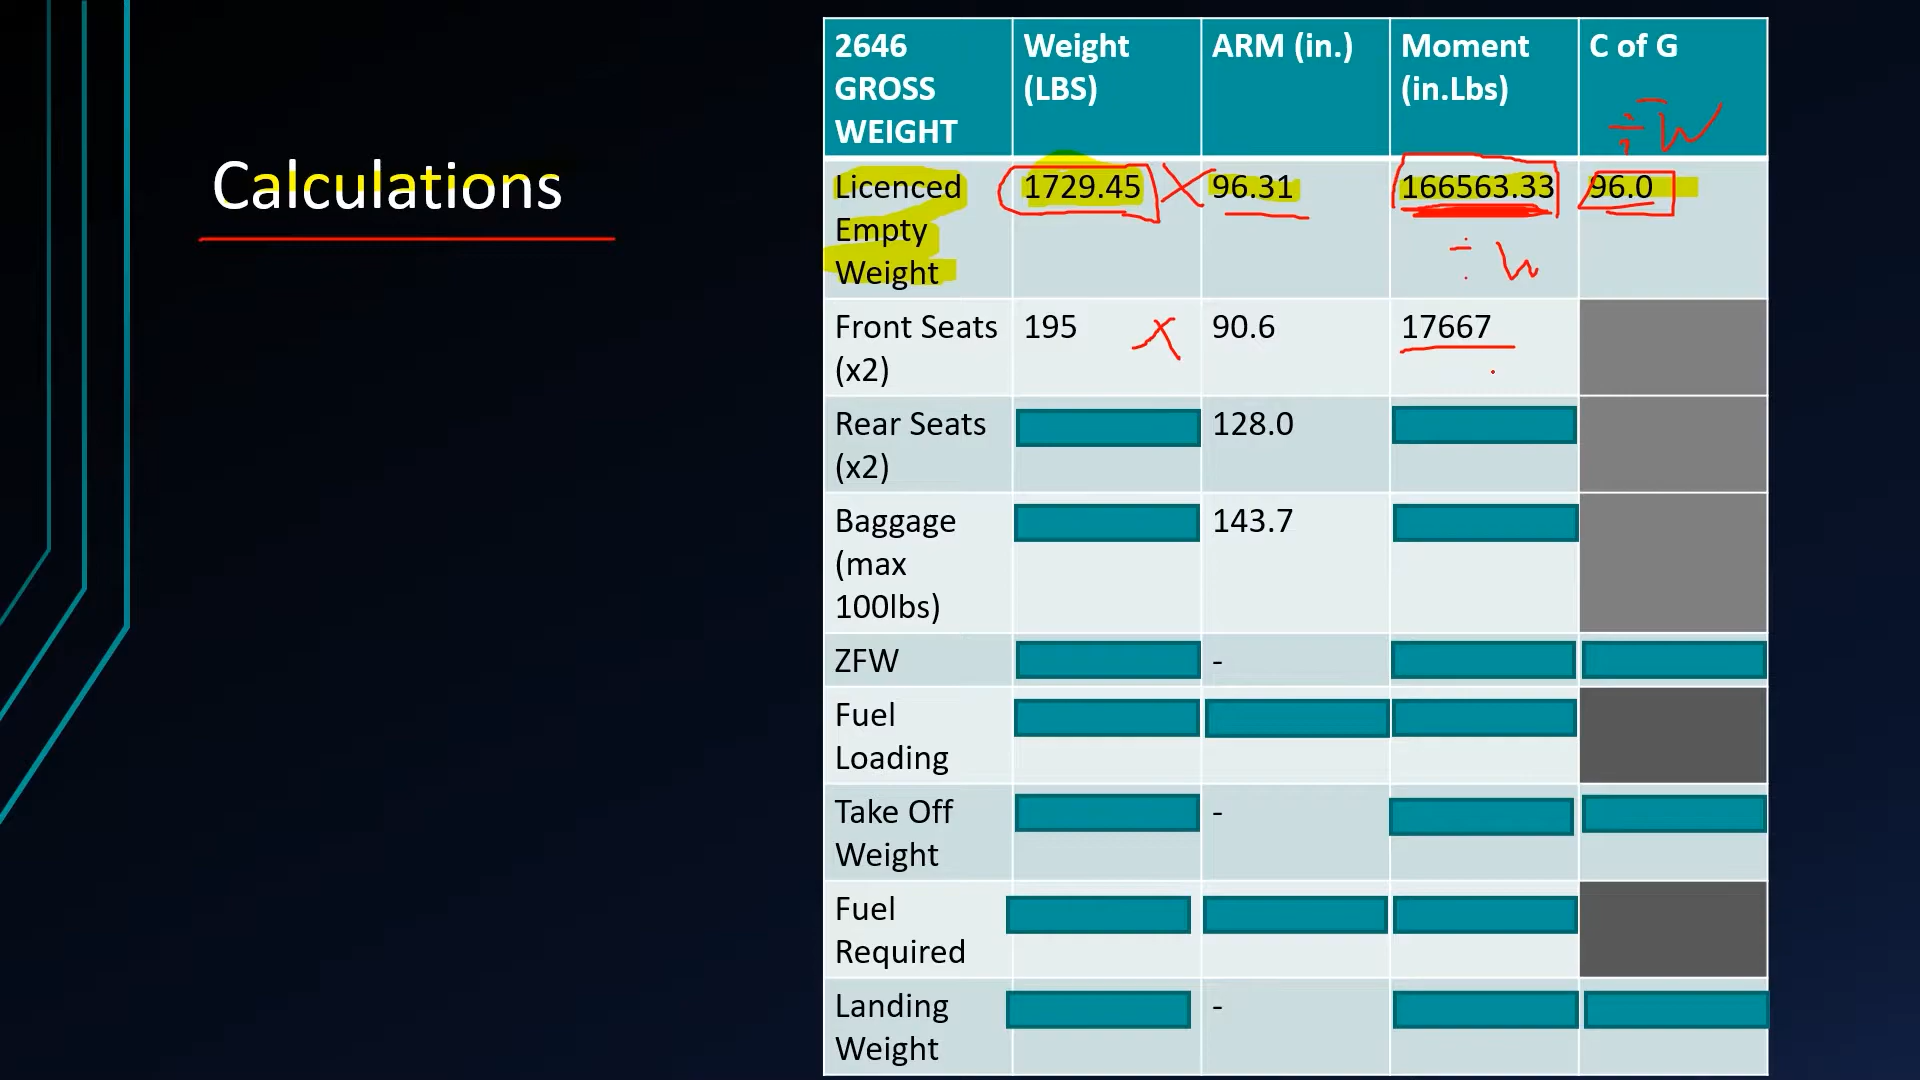 Calculations
2646 GROSS WEIGHT
Weight (LBS)
ARM (in.)
Moment (in.Lbs)
C of G
÷ W
Licenced Empty Weight
1729.45
X
96.31
166563.33
÷ W
96.0
Front Seats (x2)
195
X
90.6
17667
Rear Seats (x2)
128.0
Baggage (max 100lbs)
143.7
ZFW
-
Fuel Loading
Take Off Weight
-
Fuel Required
Landing Weight
-